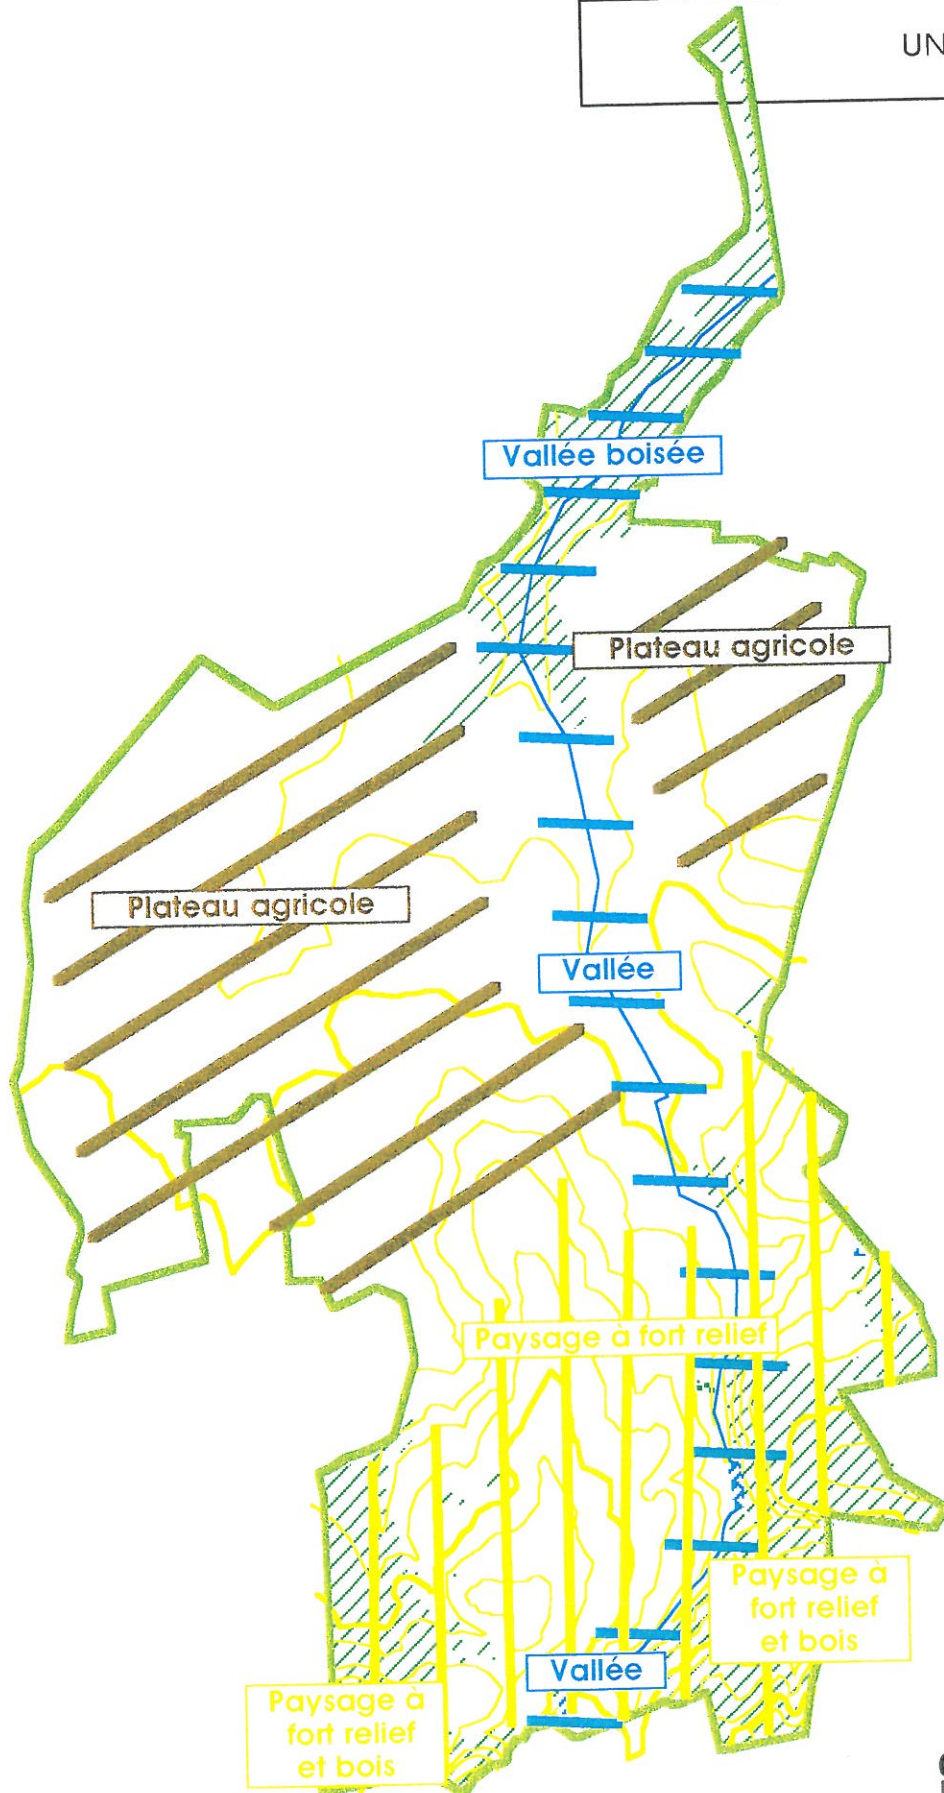 UN
Vallée boisée
Plateau agricole
Plateau agricole
Vallée
Paysage à fort relief
Paysage à
fort relief
et bois
Vallée
Paysage à
fort relief
et bois